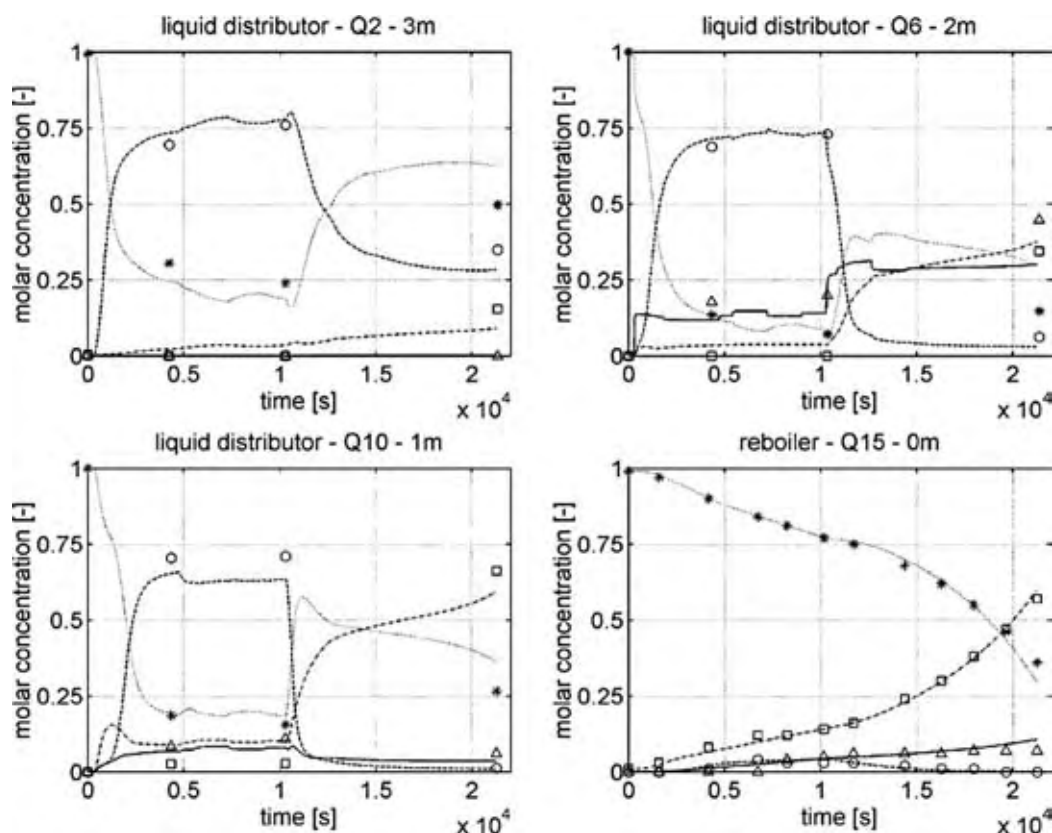 liquid distributor - Q2 - 3m
molar concentration [-]
1
0.75
0.5
0.25
0
0 0.5 1 1.5 2
time [s]
x 10^4
liquid distributor - Q6 - 2m
molar concentration [-]
1
0.75
0.5
0.25
0
0 0.5 1 1.5 2
time [s]
x 10^4
liquid distributor - Q10 - 1m
molar concentration [-]
1
0.75
0.5
0.25
0
0 0.5 1 1.5 2
time [s]
x 10^4
reboiler - Q15 - 0m
molar concentration [-]
1
0.75
0.5
0.25
0
0 0.5 1 1.5 2
time [s]
x 10^4